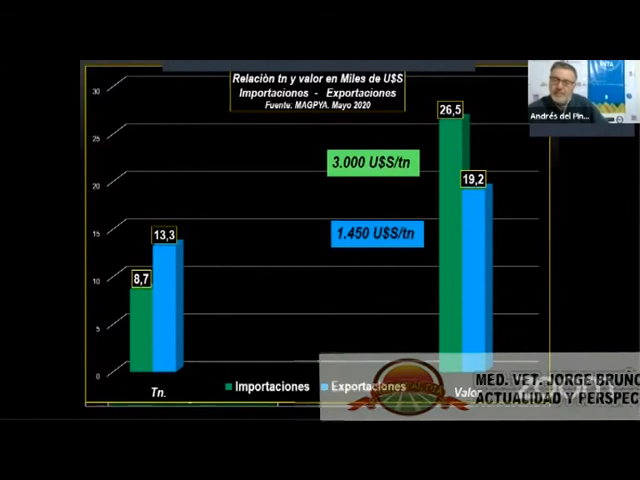 Relación tn y valor en Miles de U$S
Importaciones - Exportaciones
Fuente: MAGPYA. Mayo 2020
30
25
20
15
10
5
0
8,7
13,3
26,5
19,2
3.000 U$S/tn
1.450 U$S/tn
Tn.
Importaciones
Exportaciones
Valor
Andrés del Pin...
MED. VET. JORGE BRUÑO
ACTUALIDAD Y PERSPEC